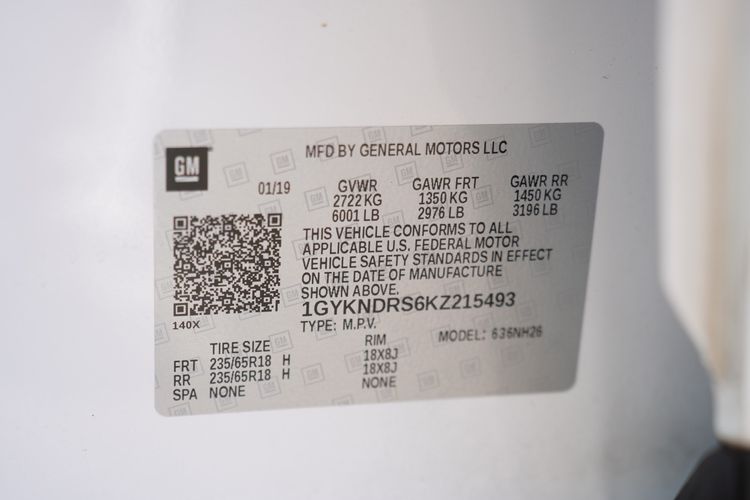 GM
MFD BY GENERAL MOTORS LLC
01/19 GVWR GAWR FRT GAWR RR
2722 KG 1350 KG 1450 KG
6001 LB 2976 LB 3196 LB
THIS VEHICLE CONFORMS TO ALL
APPLICABLE U.S. FEDERAL MOTOR
VEHICLE SAFETY STANDARDS IN EFFECT
ON THE DATE OF MANUFACTURE
SHOWN ABOVE.
1GYKNDRS6KZ215493
140X
TYPE: M.P.V.
MODEL: 636NH26
TIRE SIZE RIM
FRT 235/65R18 H 18X8J
RR 235/65R18 H 18X8J
SPA NONE NONE